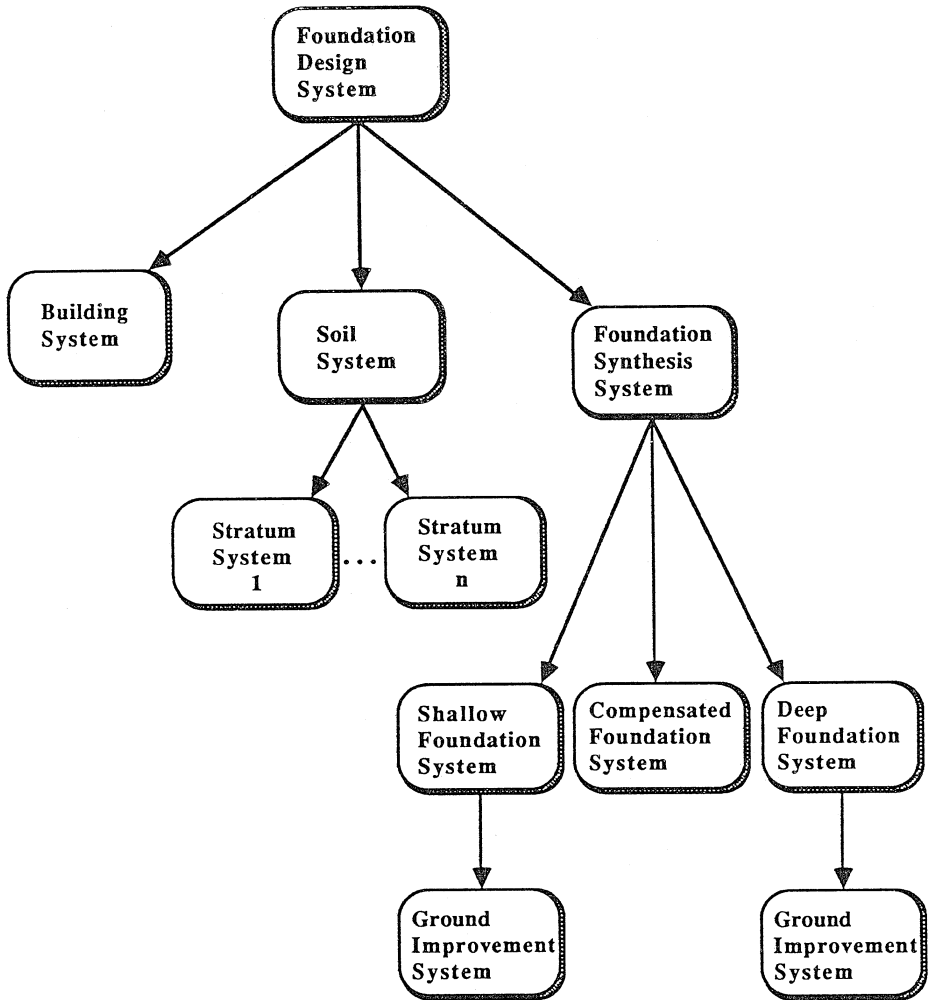 Foundation
Design
System
Building
System
Soil
System
Foundation
Synthesis
System
Stratum
System
1
...
Stratum
System
n
Shallow
Foundation
System
Compensated
Foundation
System
Deep
Foundation
System
Ground
Improvement
System
Ground
Improvement
System